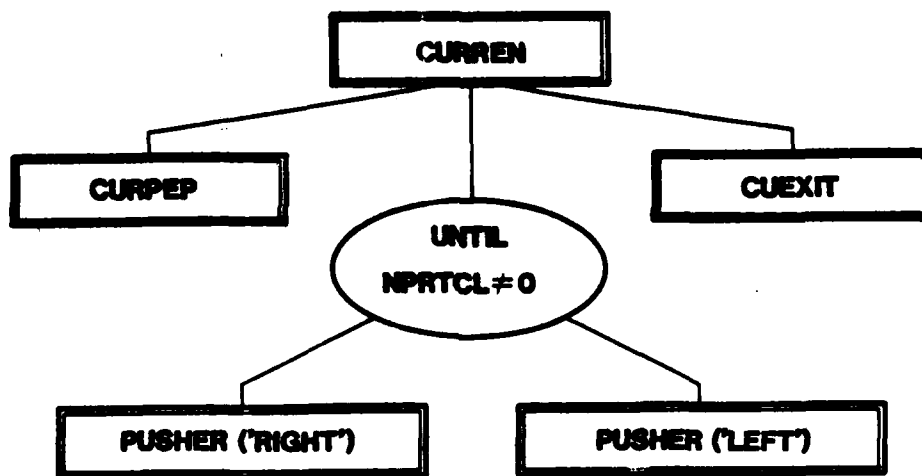 CURREN
CURPEP
CUEXIT
UNTIL
NPRTCL ≠ 0
PUSHER ('RIGHT')
PUSHER ('LEFT')